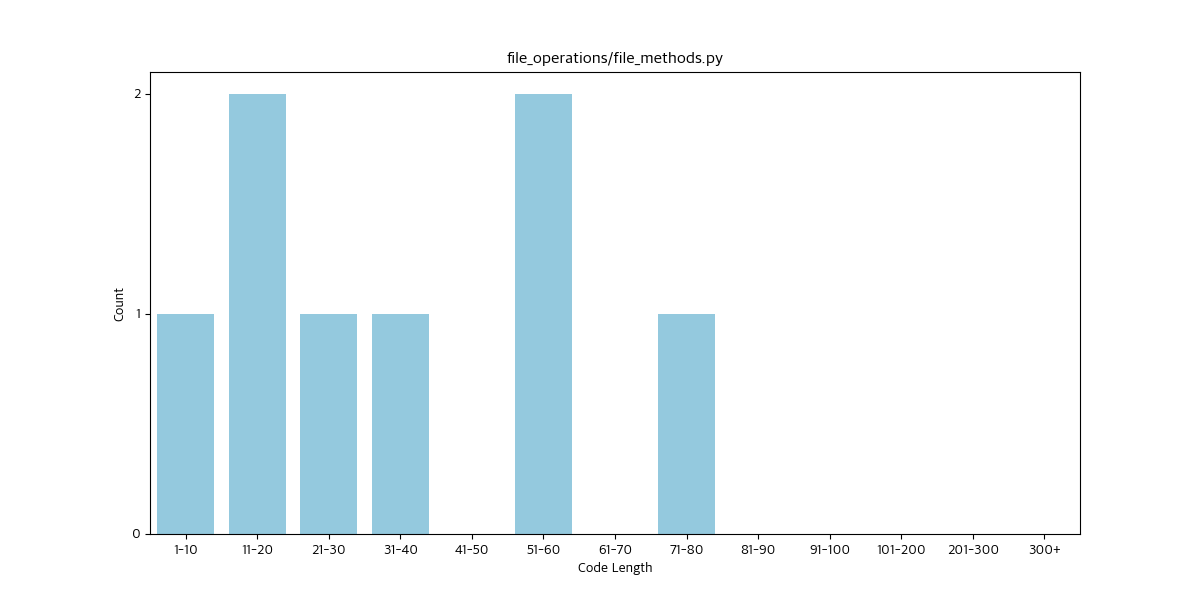 file_operations/file_methods.py
2
1
0
Count
1-10 11-20 21-30 31-40 41-50 51-60 61-70 71-80 81-90 91-100 101-200 201-300 300+
Code Length